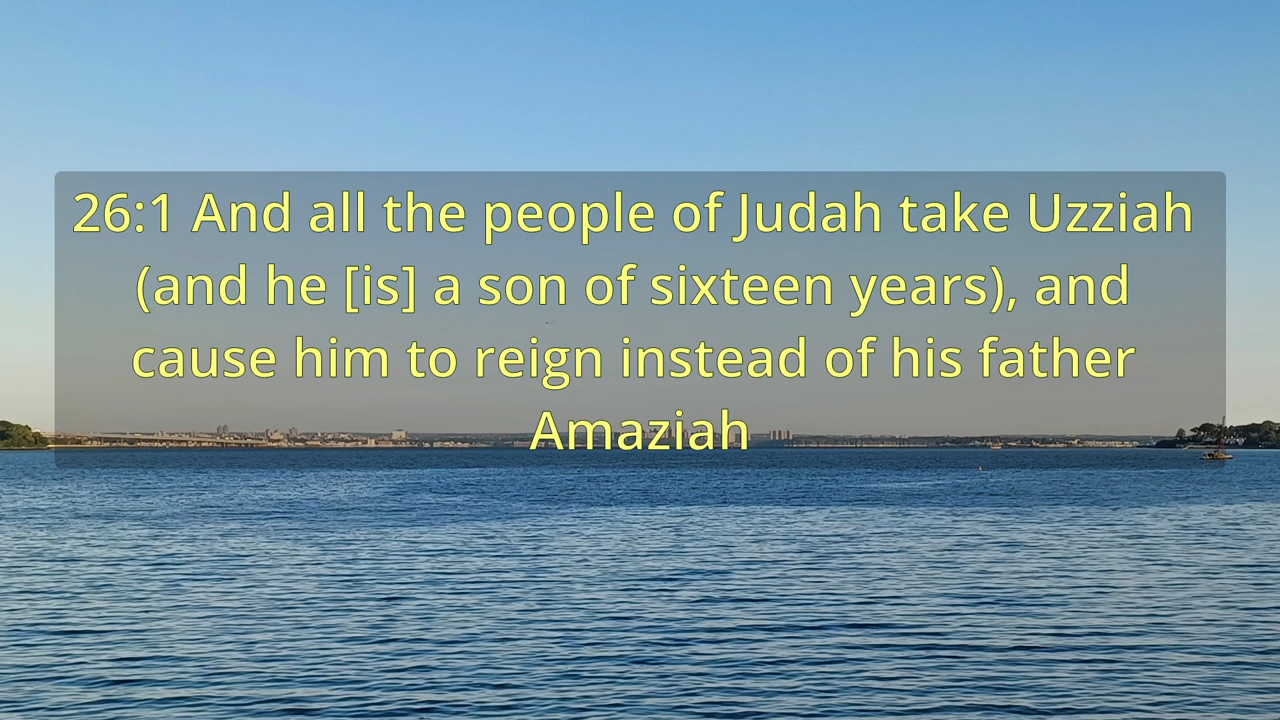 26:1 And all the people of Judah take Uzziah
(and he [is] a son of sixteen years), and
cause him to reign instead of his father
Amaziah